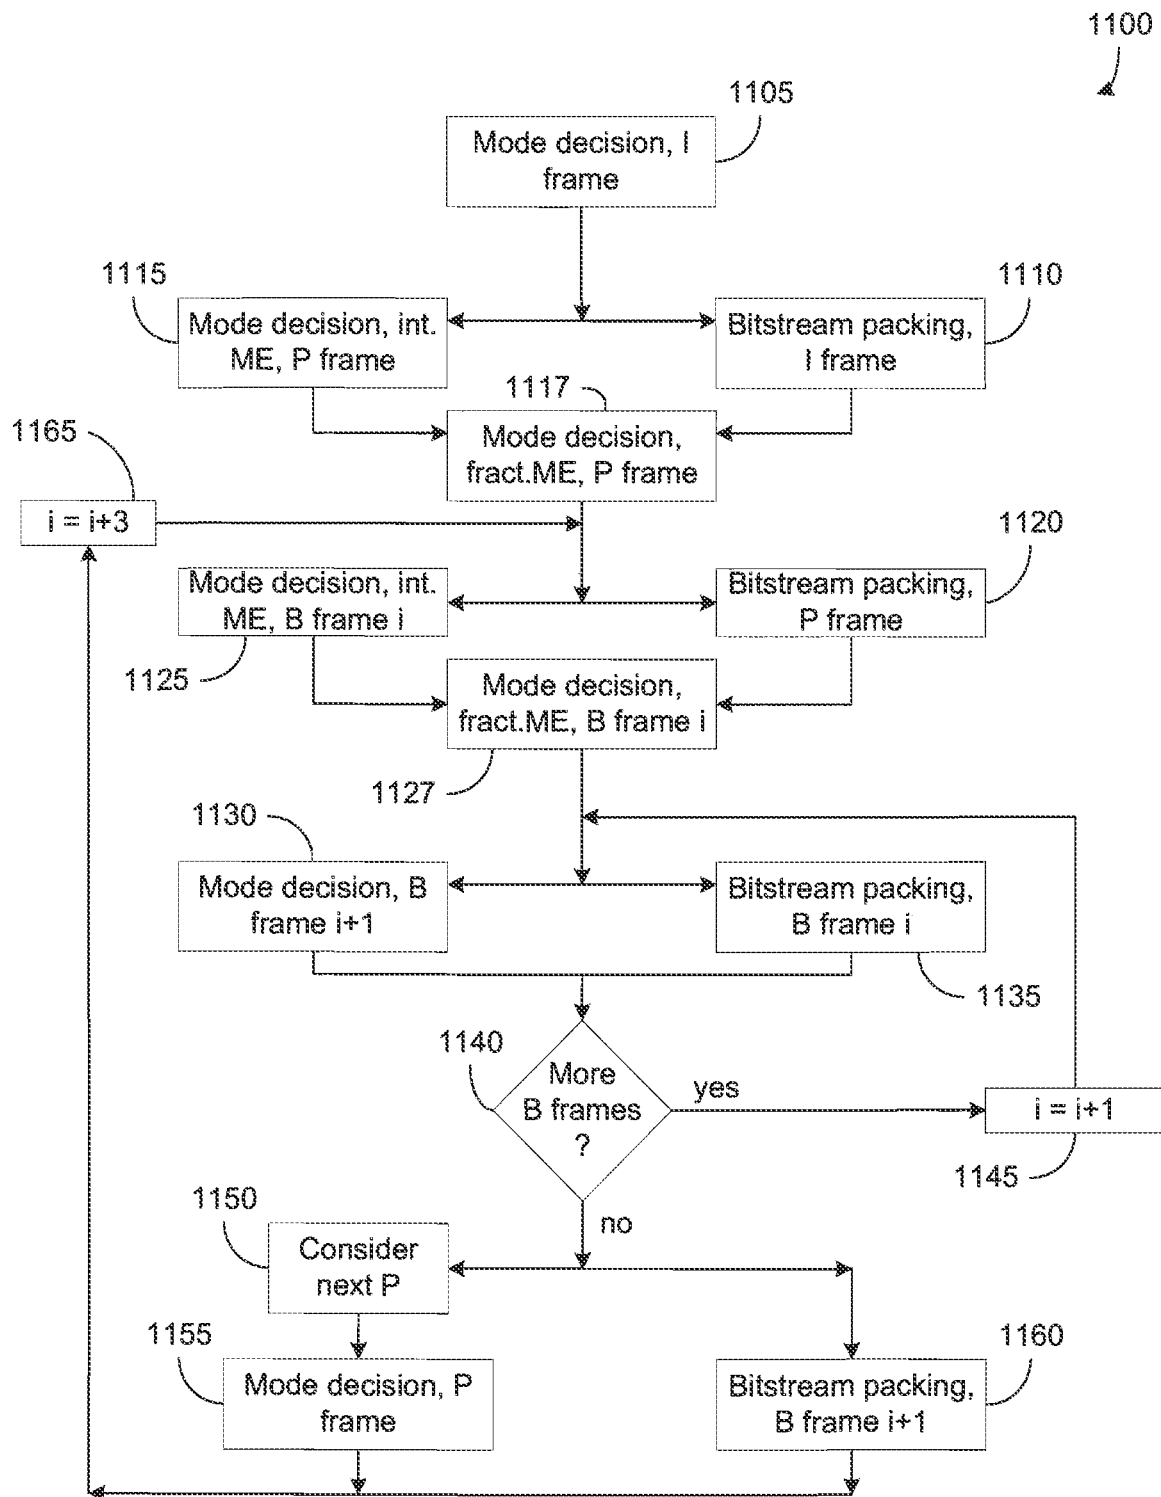 1100
1105
Mode decision, I
frame
1115
1110
Mode decision, int.
ME, P frame
Bitstream packing,
I frame
1117
Mode decision,
fract.ME, P frame
1165
i = i+3
1120
Mode decision, int.
ME, B frame i
Bitstream packing,
P frame
1125
Mode decision,
fract.ME, B frame i
1127
1130
Mode decision, B
frame i+1
Bitstream packing,
B frame i
1135
1140
More
B frames
?
yes
i = i+1
1145
1150
no
Consider
next P
1155
1160
Mode decision, P
frame
Bitstream packing,
B frame i+1